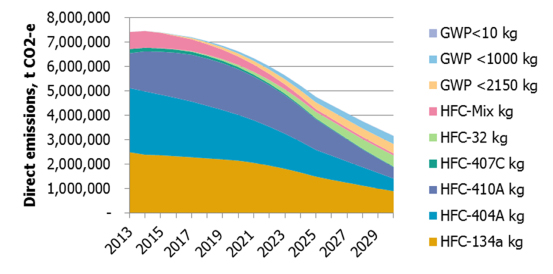 Direct emissions, t CO2-e
8,000,000
7,000,000
6,000,000
5,000,000
4,000,000
3,000,000
2,000,000
1,000,000
-
2013
2015
2017
2019
2021
2023
2025
2027
2029
GWP<10 kg
GWP <1000 kg
GWP <2150 kg
HFC-Mix kg
HFC-32 kg
HFC-407C kg
HFC-410A kg
HFC-404A kg
HFC-134a kg